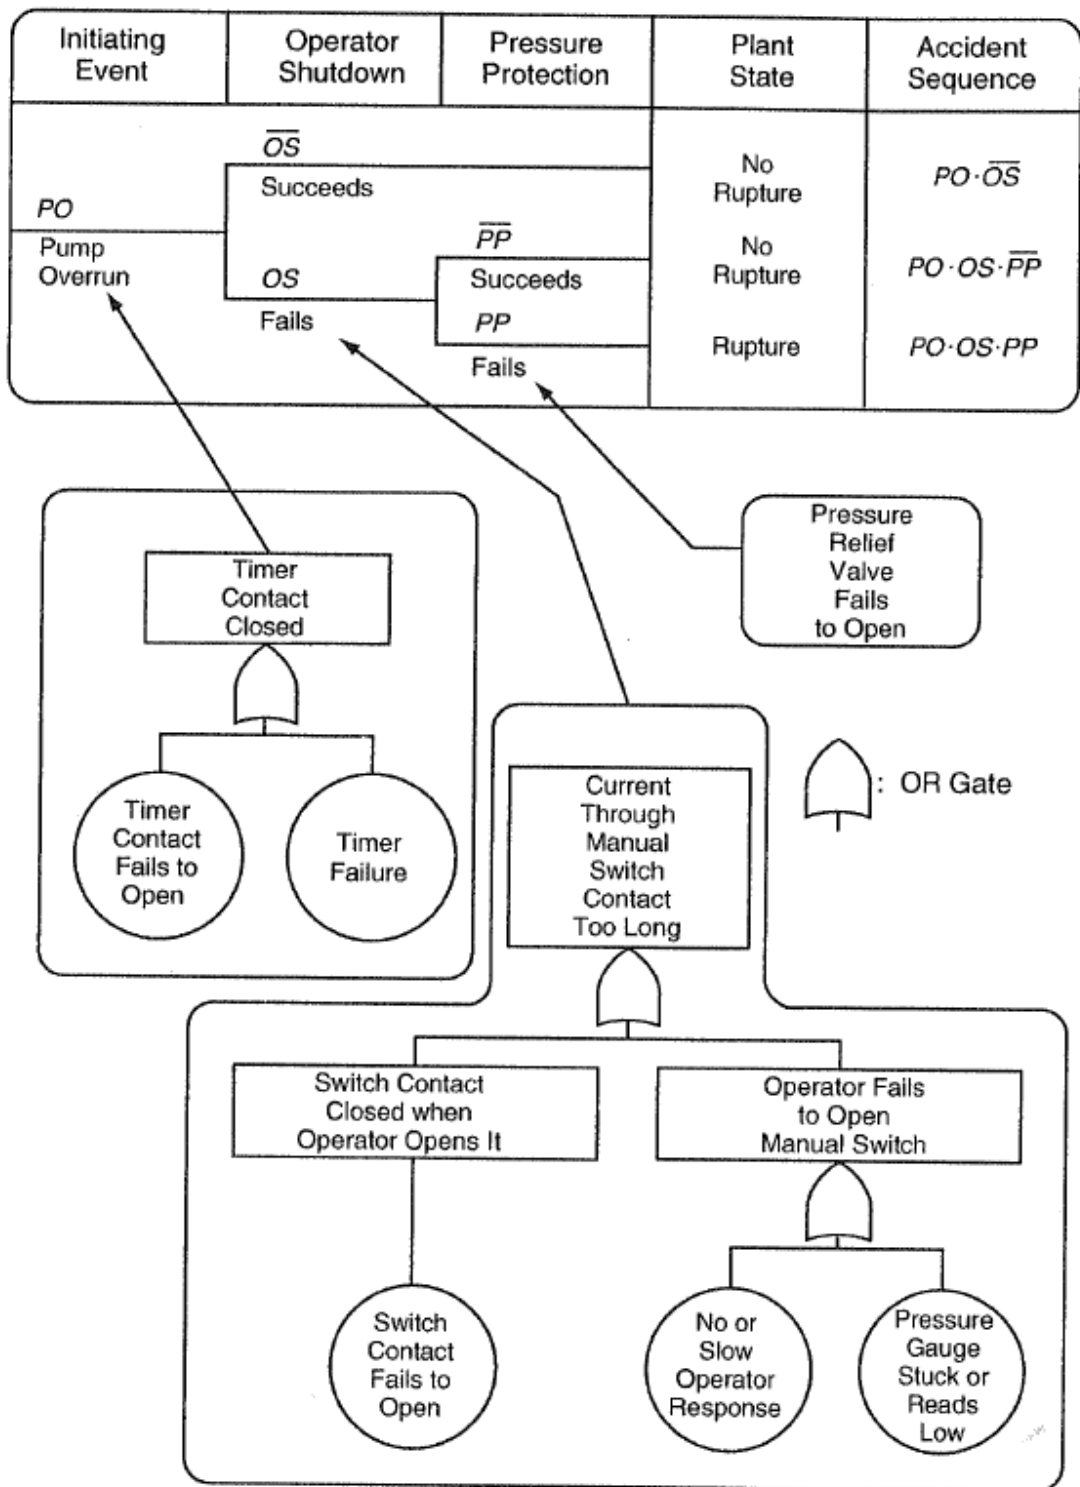 Initiating
Event
Operator
Shutdown
Pressure
Protection
Plant
State
Accident
Sequence
PO
Pump
Overrun
O̅S̅
Succeeds
OS
Fails
P̅P̅
Succeeds
PP
Fails
No
Rupture
PO·O̅S̅
No
Rupture
PO·OS·P̅P̅
Rupture
PO·OS·PP
Timer
Contact
Closed
Timer
Contact
Fails to
Open
Timer
Failure
Pressure
Relief
Valve
Fails
to Open
: OR Gate
Current
Through
Manual
Switch
Contact
Too Long
Switch Contact
Closed when
Operator Opens It
Operator Fails
to Open
Manual Switch
Switch
Contact
Fails to
Open
No or
Slow
Operator
Response
Pressure
Gauge
Stuck or
Reads
Low